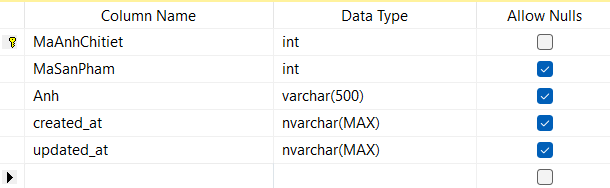 Column Name Data Type Allow Nulls
MaAnhChitiet int
MaSanPham int
Anh varchar(500)
created_at nvarchar(MAX)
updated_at nvarchar(MAX)